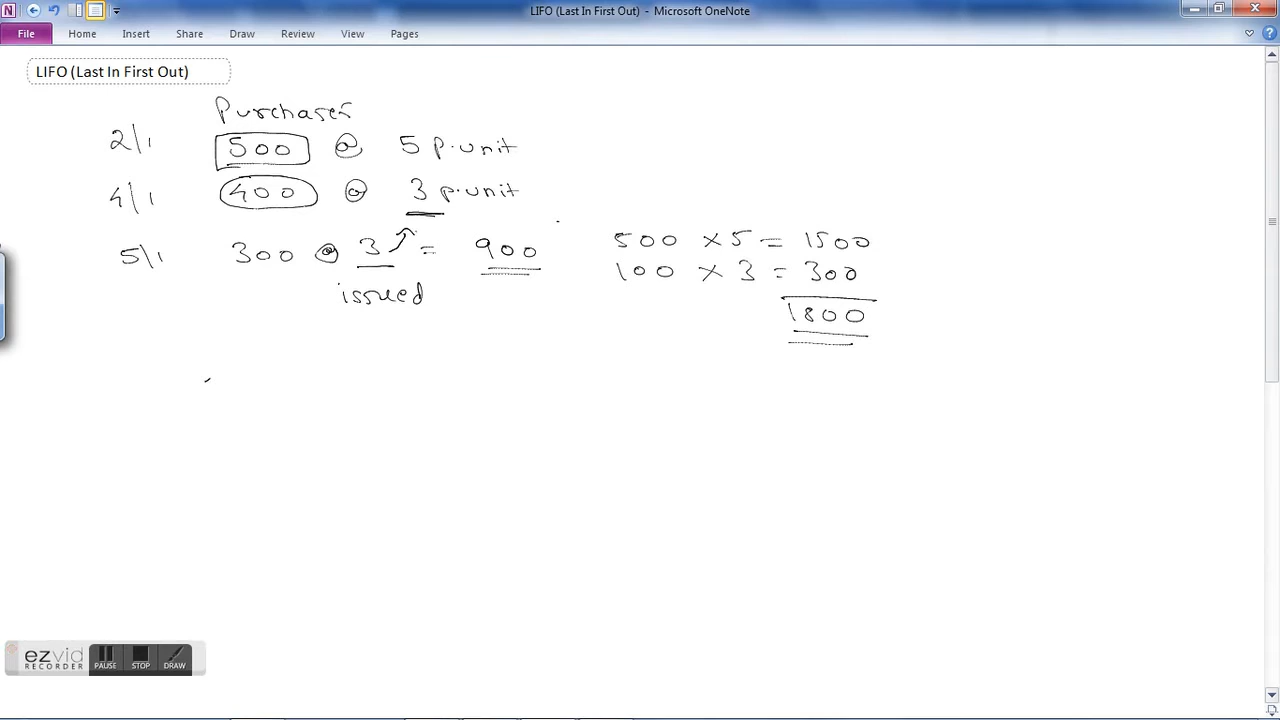 LIFO (Last In First Out) - Microsoft OneNote
File Home Insert Share Draw Review View Pages
LIFO (Last In First Out)
Purchases
2/1 500 @ 5 p.unit
4/1 400 @ 3 p.unit
5/1 300 @ 3 = 900
issued
500 x 5 = 1500
100 x 3 = 300
1800
ezvid
RECORDER
PAUSE STOP DRAW